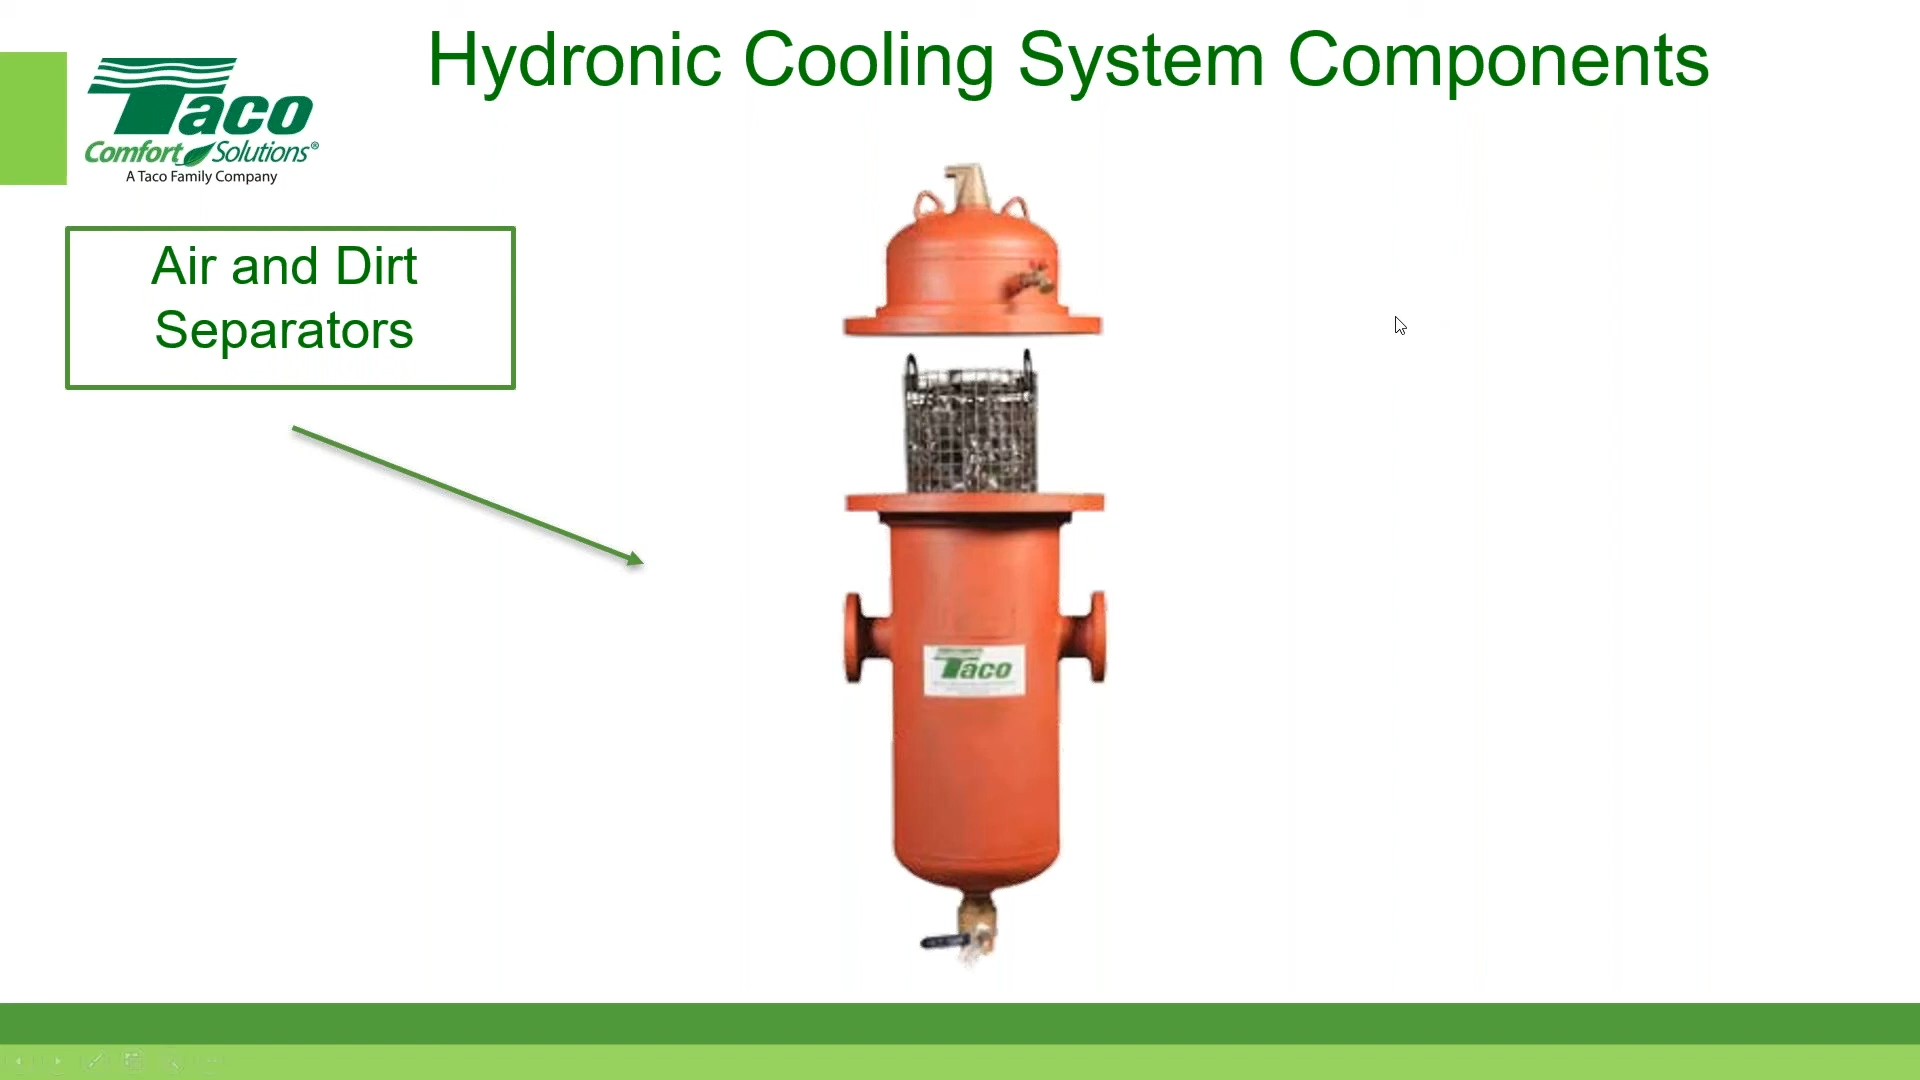 Hydronic Cooling System Components
Taco
Comfort Solutions®
A Taco Family Company
Air and Dirt
Separators
Taco